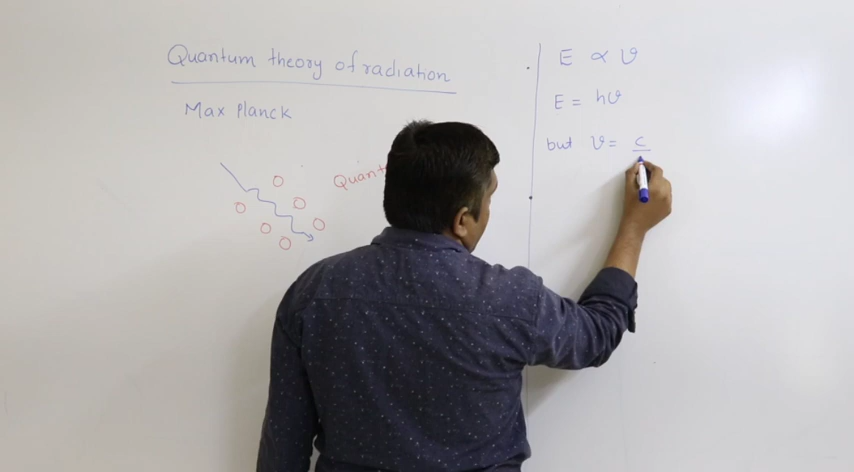 Quantum theory of radiation
Max Planck
E ∝ ν
E = hν
but ν = c